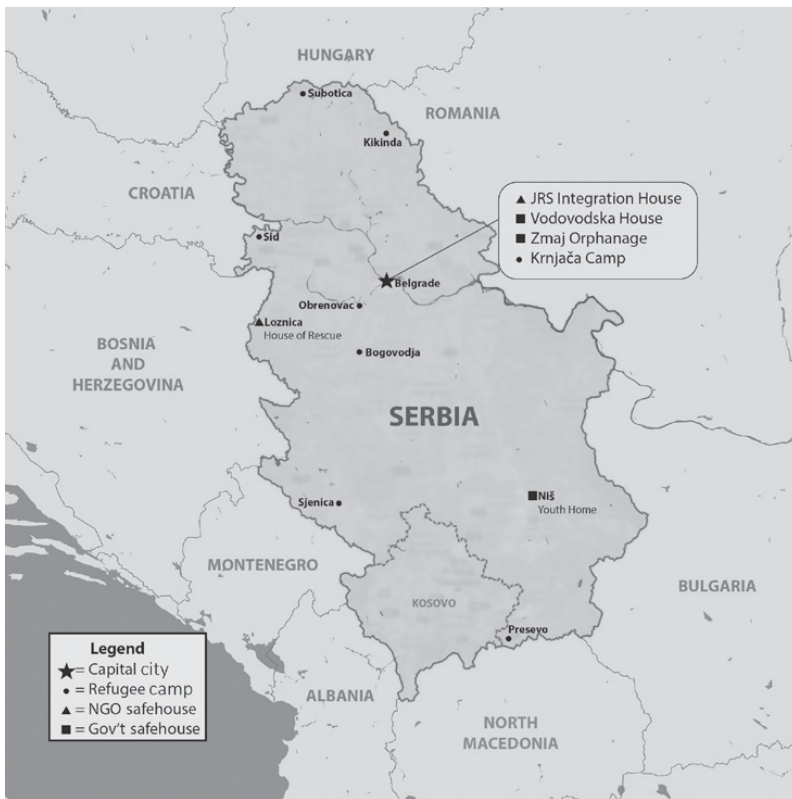 HUNGARY
Subotica
ROMANIA
Kikinda
CROATIA
▲ JRS Integration House
■ Vodovodska House
■ Zmaj Orphanage
• Krnjača Camp
Sid
Belgrade
Obrenovac
Loznica
House of Rescue
BOSNIA
AND
HERZEGOVINA
Bogovodja
SERBIA
Sjenica
Niš
Youth Home
MONTENEGRO
BULGARIA
KOSOVO
Presevo
Legend
★= Capital city
• = Refugee camp
▲ = NGO safehouse
■ = Gov't safehouse
ALBANIA
NORTH
MACEDONIA